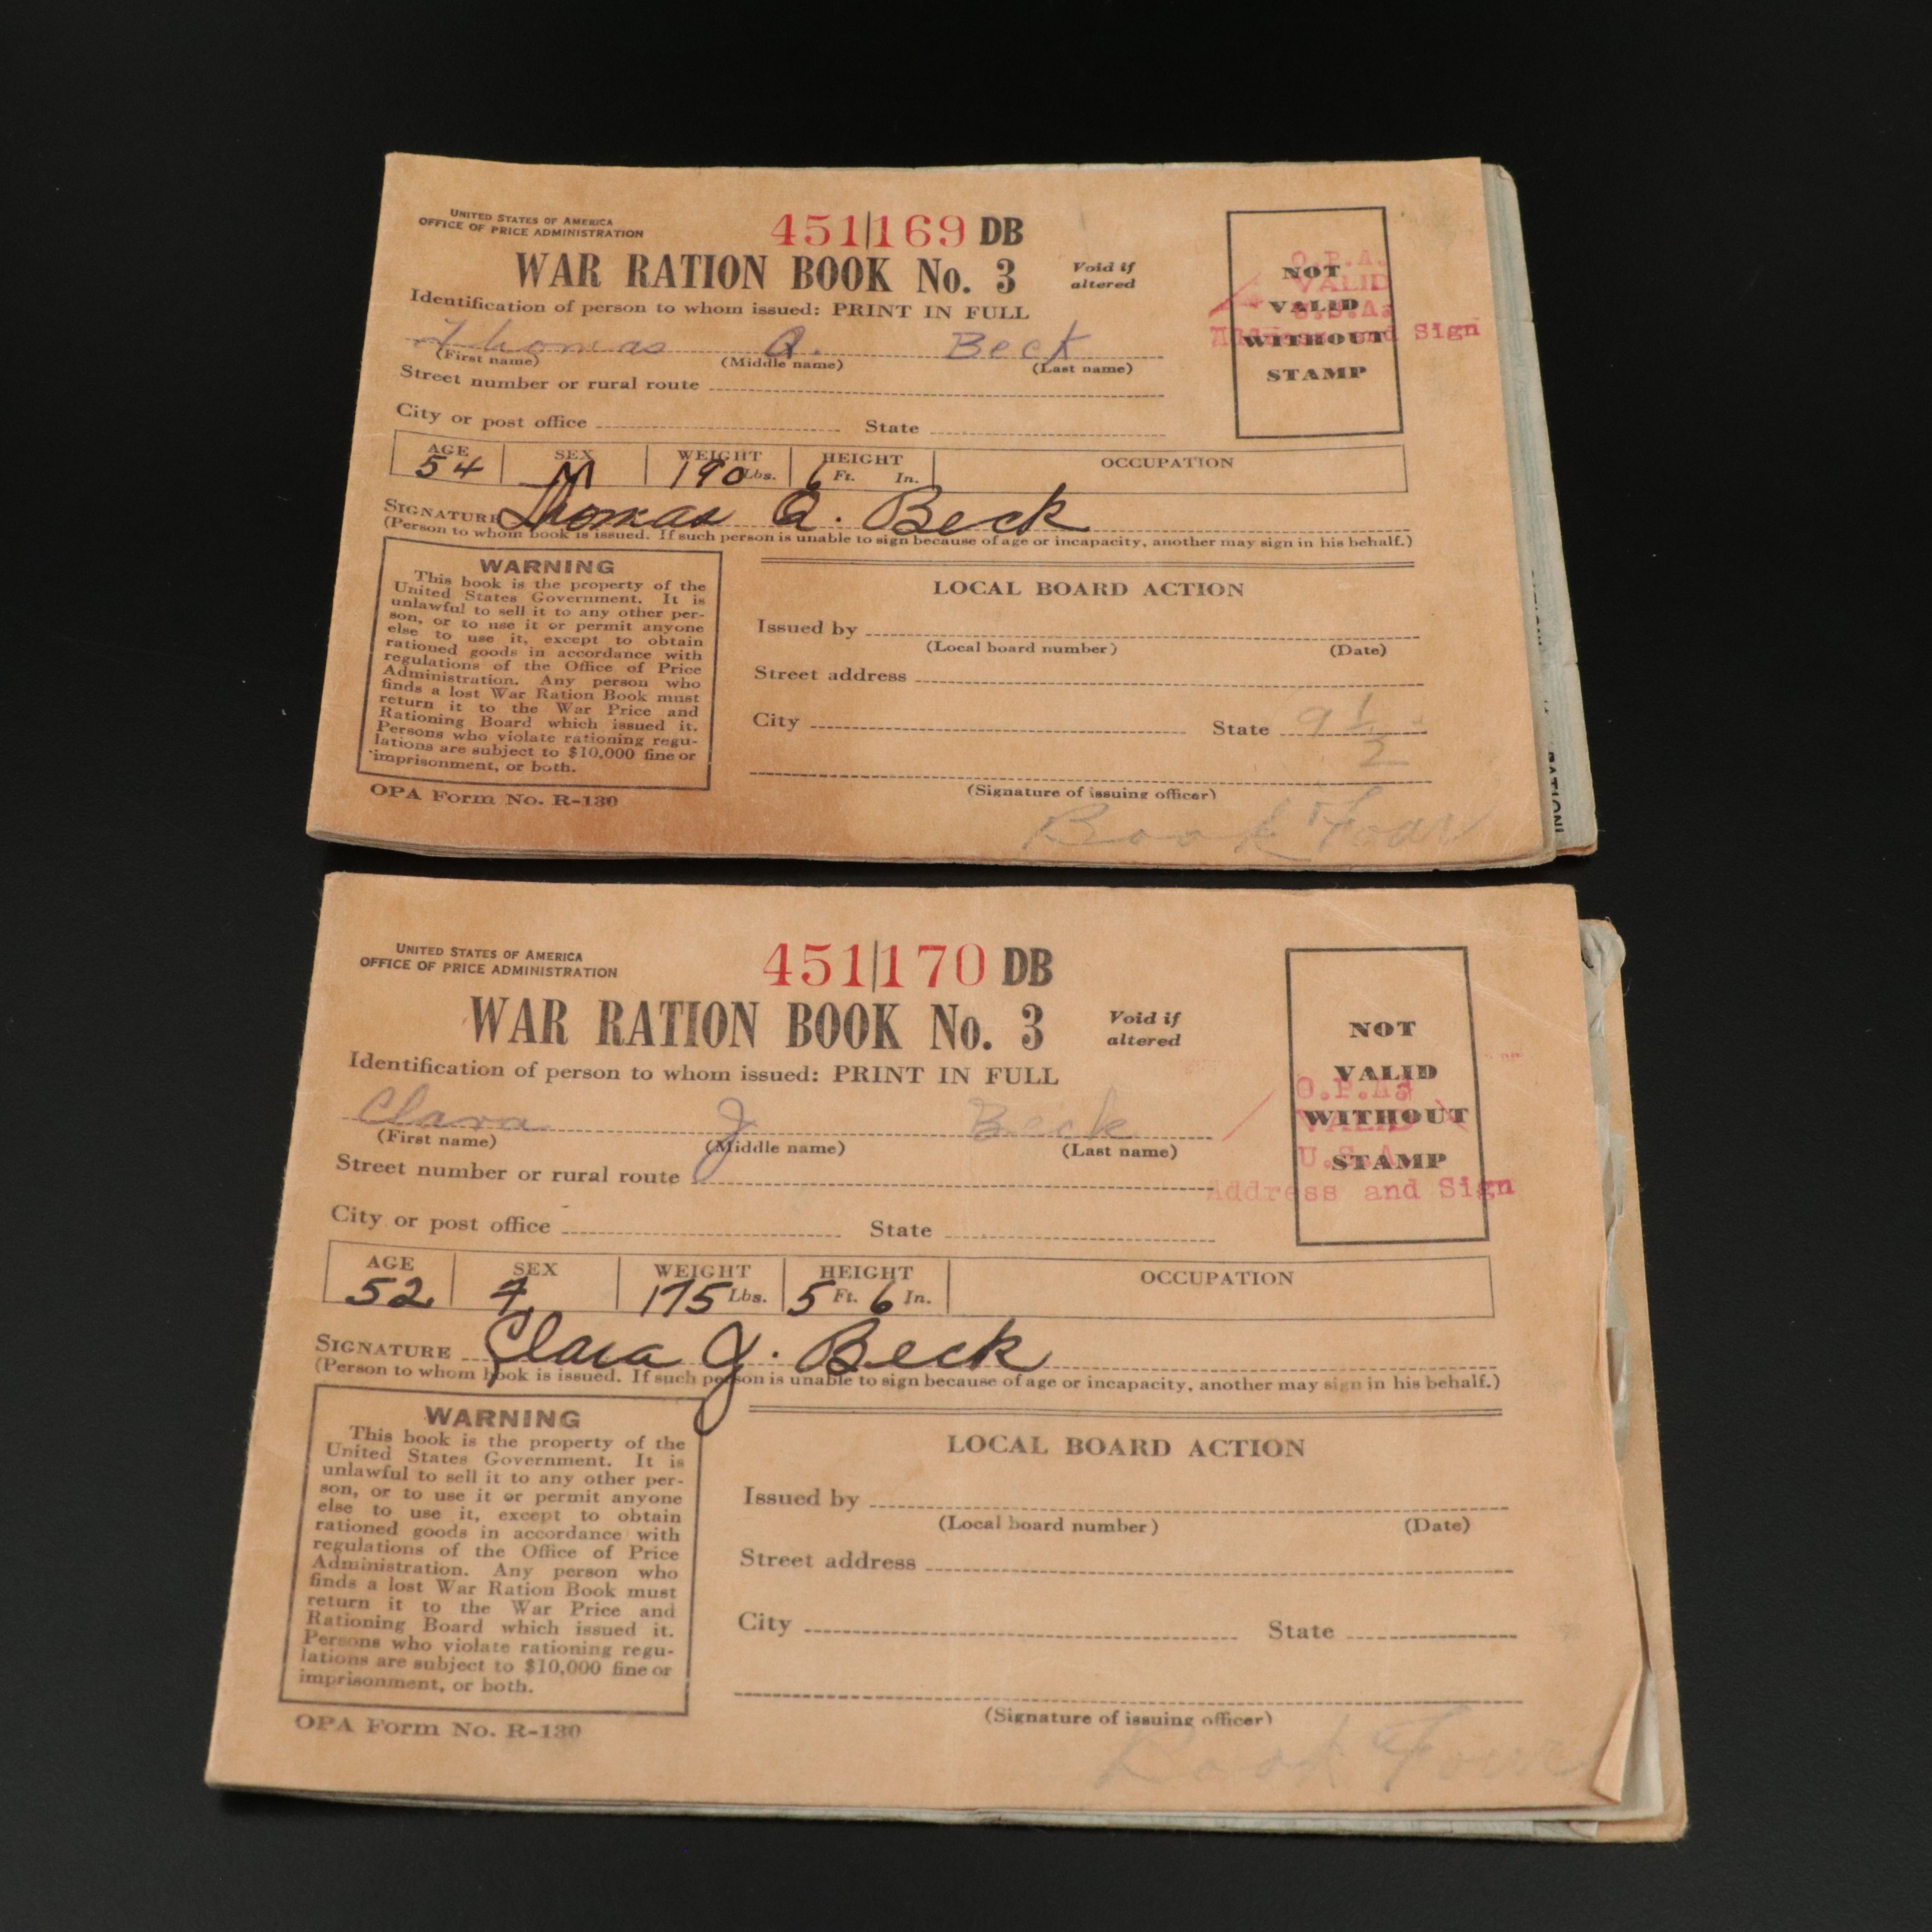 UNITED STATES OF AMERICA
OFFICE OF PRICE ADMINISTRATION
451169 DB
WAR RATION BOOK No. 3
Void if
altered
Identification of person to whom issued: PRINT IN FULL
Thomas Q. Beck
(First name) (Middle name) (Last name)
Street number or rural route
City or post office State
AGE SEX WEIGHT HEIGHT OCCUPATION
54 M 190 Lbs. 6 Ft. In.
SIGNATURE Thomas Q. Beck
(Person to whom book is issued. If such person is unable to sign because of age or incapacity, another may sign in his behalf.)
NOT
VALID
WITHOUT
STAMP
O.P.A.
VALID
U.S.A.
Address and Sign
WARNING
This book is the property of the
United States Government. It is
unlawful to sell it to any other per-
son, or to use it or permit anyone
else to use it, except to obtain
rationed goods in accordance with
regulations of the Office of Price
Administration. Any person who
finds a lost War Ration Book must
return it to the War Price and
Rationing Board which issued it.
Persons who violate rationing regu-
lations are subject to $10,000 fine or
imprisonment, or both.
OPA Form No. R-130
LOCAL BOARD ACTION
Issued by
(Local board number) (Date)
Street address
City State 9 1/2
(Signature of issuing officer)
Book Four
UNITED STATES OF AMERICA
OFFICE OF PRICE ADMINISTRATION
451170 DB
WAR RATION BOOK No. 3
Void if
altered
Identification of person to whom issued: PRINT IN FULL
Clara J Beck
(First name) (Middle name) (Last name)
Street number or rural route
City or post office State
AGE SEX WEIGHT HEIGHT OCCUPATION
52 F 175 Lbs. 5 Ft. 6 In.
SIGNATURE Clara J. Beck
(Person to whom book is issued. If such person is unable to sign because of age or incapacity, another may sign in his behalf.)
NOT
VALID
WITHOUT
STAMP
O.P.A.
VALID
U.S.A.
Address and Sign
WARNING
This book is the property of the
United States Government. It is
unlawful to sell it to any other per-
son, or to use it or permit anyone
else to use it, except to obtain
rationed goods in accordance with
regulations of the Office of Price
Administration. Any person who
finds a lost War Ration Book must
return it to the War Price and
Rationing Board which issued it.
Persons who violate rationing regu-
lations are subject to $10,000 fine or
imprisonment, or both.
OPA Form No. R-130
LOCAL BOARD ACTION
Issued by
(Local board number) (Date)
Street address
City State
(Signature of issuing officer)
Book Four